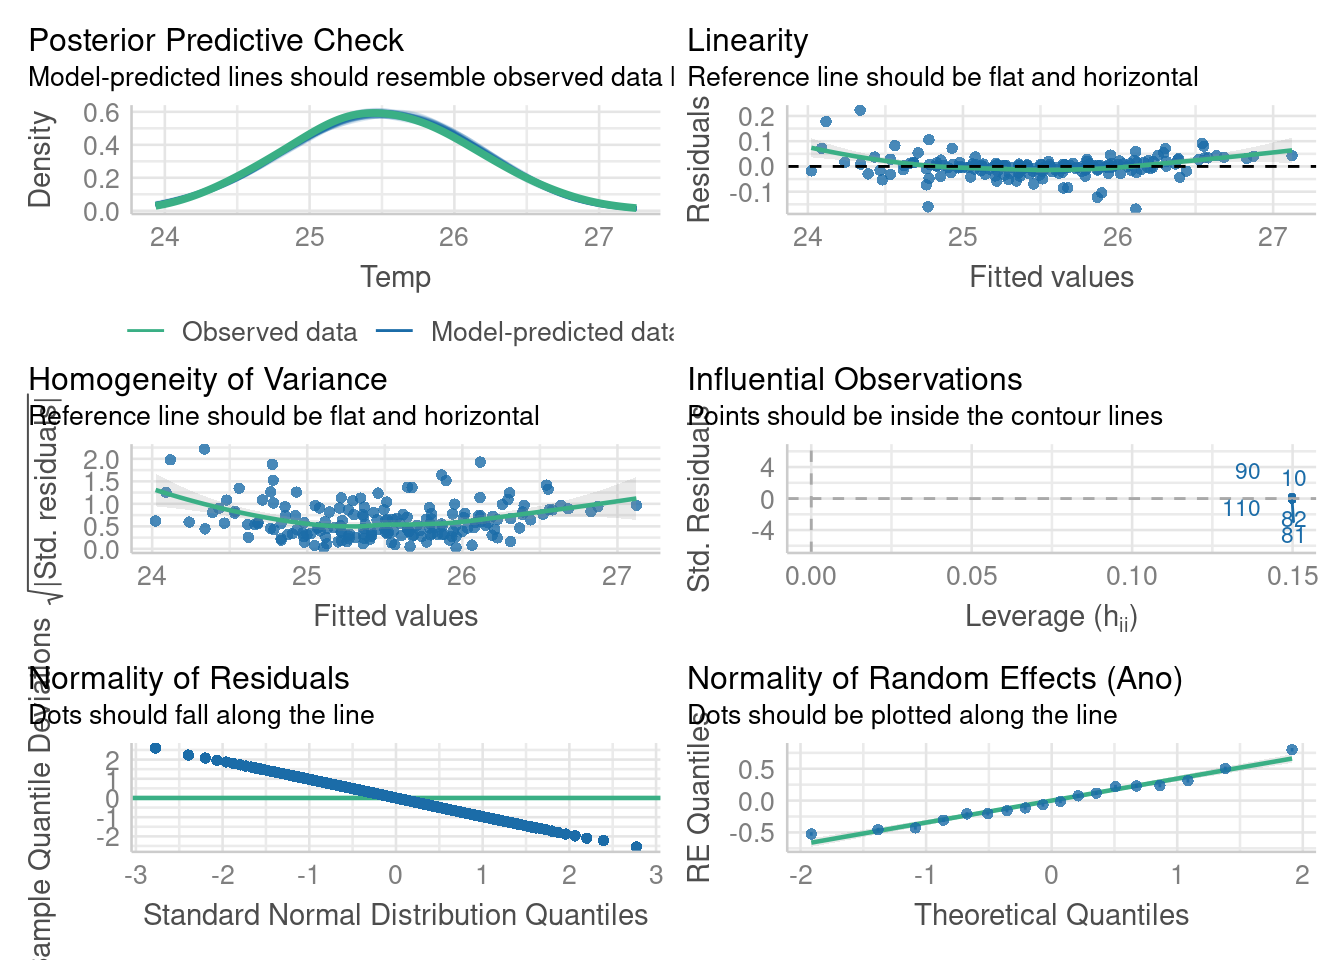 Posterior Predictive Check
Model-predicted lines should resemble observed data l
Density
0.6
0.4
0.2
0.0
24 25 26 27
Temp
Observed data Model-predicted data
Linearity
Reference line should be flat and horizontal
Residuals
0.2
0.1
0.0
-0.1
24 25 26 27
Fitted values
Homogeneity of Variance
Reference line should be flat and horizontal
√|Std. residuals|
2.0
1.5
1.0
0.5
0.0
24 25 26 27
Fitted values
Influential Observations
Points should be inside the contour lines
Std. Residuals
4
0
-4
90
10
110
1
82
81
0.00 0.05 0.10 0.15
Leverage (hii)
Normality of Residuals
Dots should fall along the line
ample Quantile Deviations
2
1
0
-1
-2
-3 -2 -1 0 1 2 3
Standard Normal Distribution Quantiles
Normality of Random Effects (Ano)
Dots should be plotted along the line
RE Quantiles
0.5
0.0
-0.5
-2 -1 0 1 2
Theoretical Quantiles